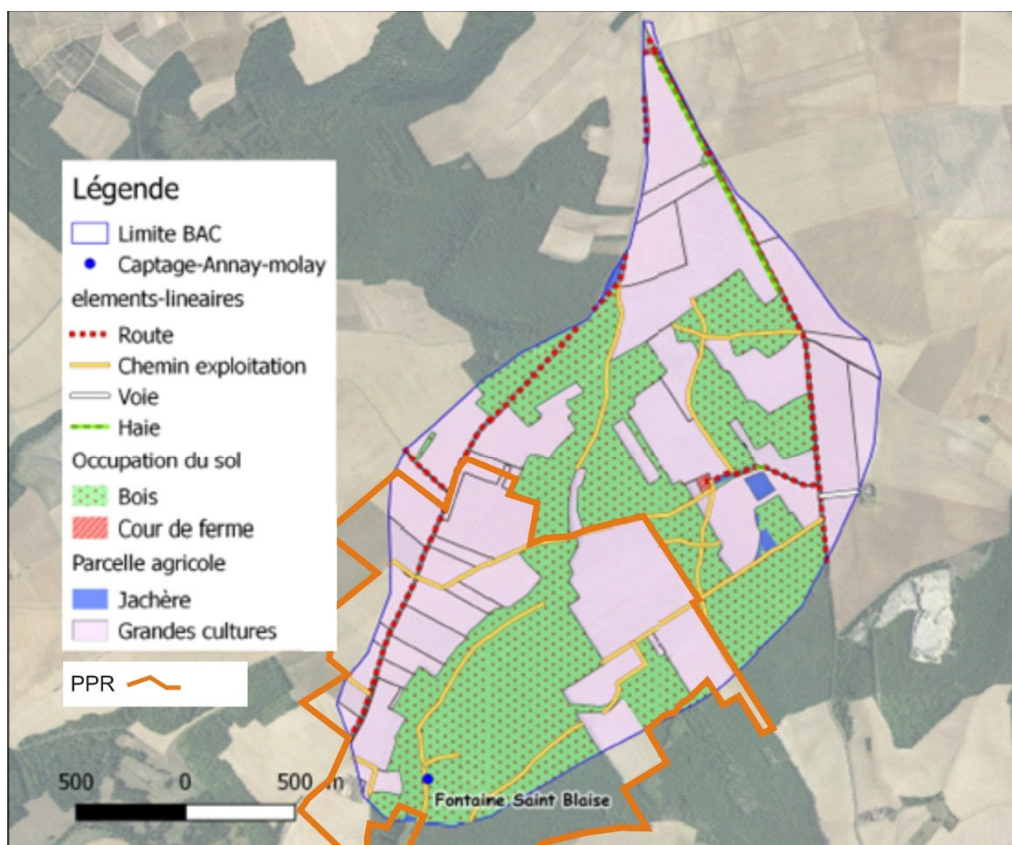 Légende
Limite BAC
Captage-Annay-molay
elements-lineaires
Route
Chemin exploitation
Voie
Haie
Occupation du sol
Bois
Cour de ferme
Parcelle agricole
Jachère
Grandes cultures
PPR
500 0 500 m
Fontaine Saint Blaise